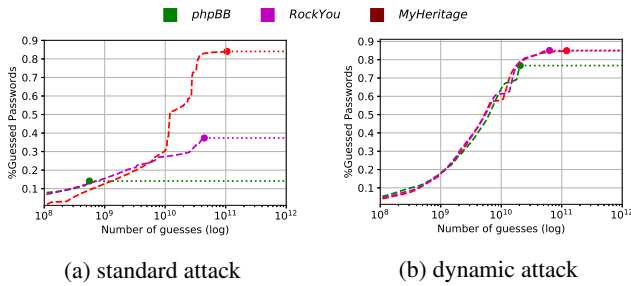 phpBB RockYou MyHeritage
%Guessed Passwords
0.9
0.8
0.7
0.6
0.5
0.4
0.3
0.2
0.1
10^8 10^9 10^10 10^11 10^12
Number of guesses (log)
(a) standard attack
%Guessed Passwords
0.9
0.8
0.7
0.6
0.5
0.4
0.3
0.2
0.1
10^8 10^9 10^10 10^11 10^12
Number of guesses (log)
(b) dynamic attack